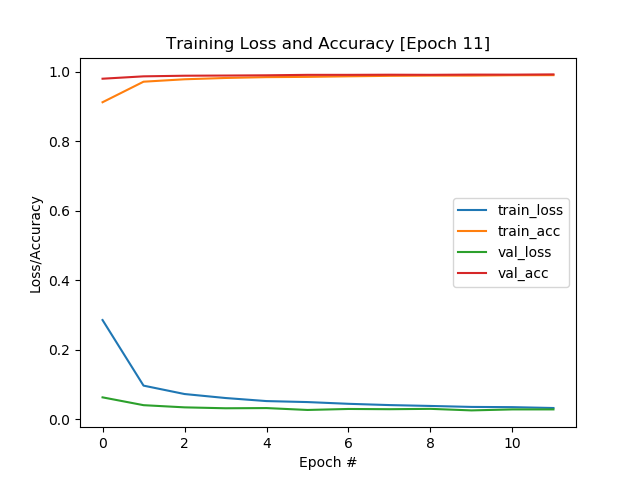 Training Loss and Accuracy [Epoch 11]
1.0
0.8
0.6
0.4
0.2
0.0
Loss/Accuracy
train_loss
train_acc
val_loss
val_acc
0 2 4 6 8 10
Epoch #